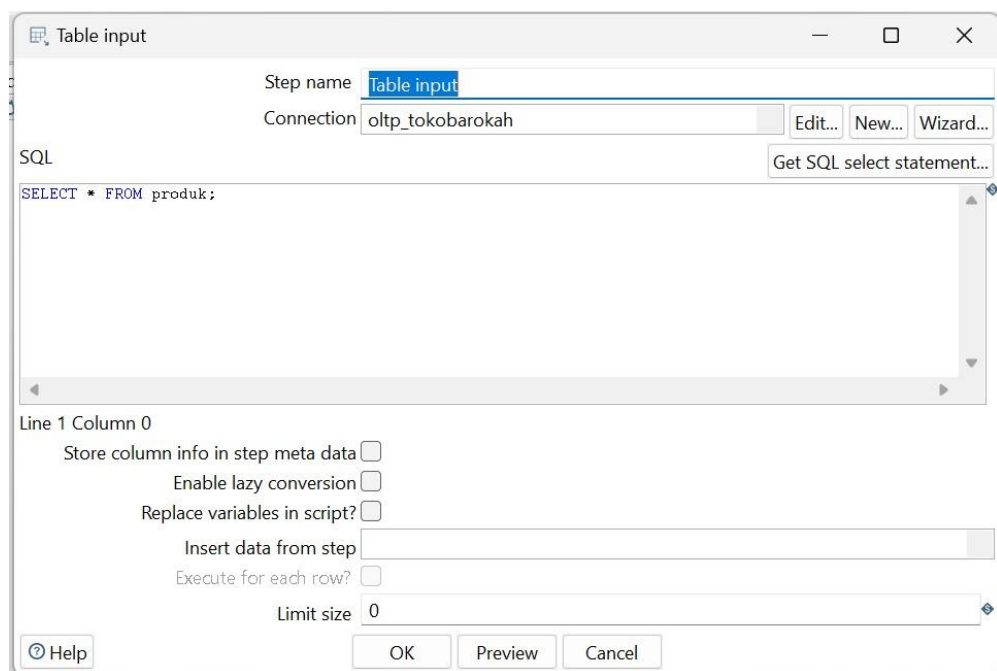 Table input
Step name Table input
Connection oltp_tokobarokah Edit... New... Wizard...
SQL Get SQL select statement...
SELECT * FROM produk;
Line 1 Column 0
Store column info in step meta data
Enable lazy conversion
Replace variables in script?
Insert data from step
Execute for each row?
Limit size 0
Help OK Preview Cancel